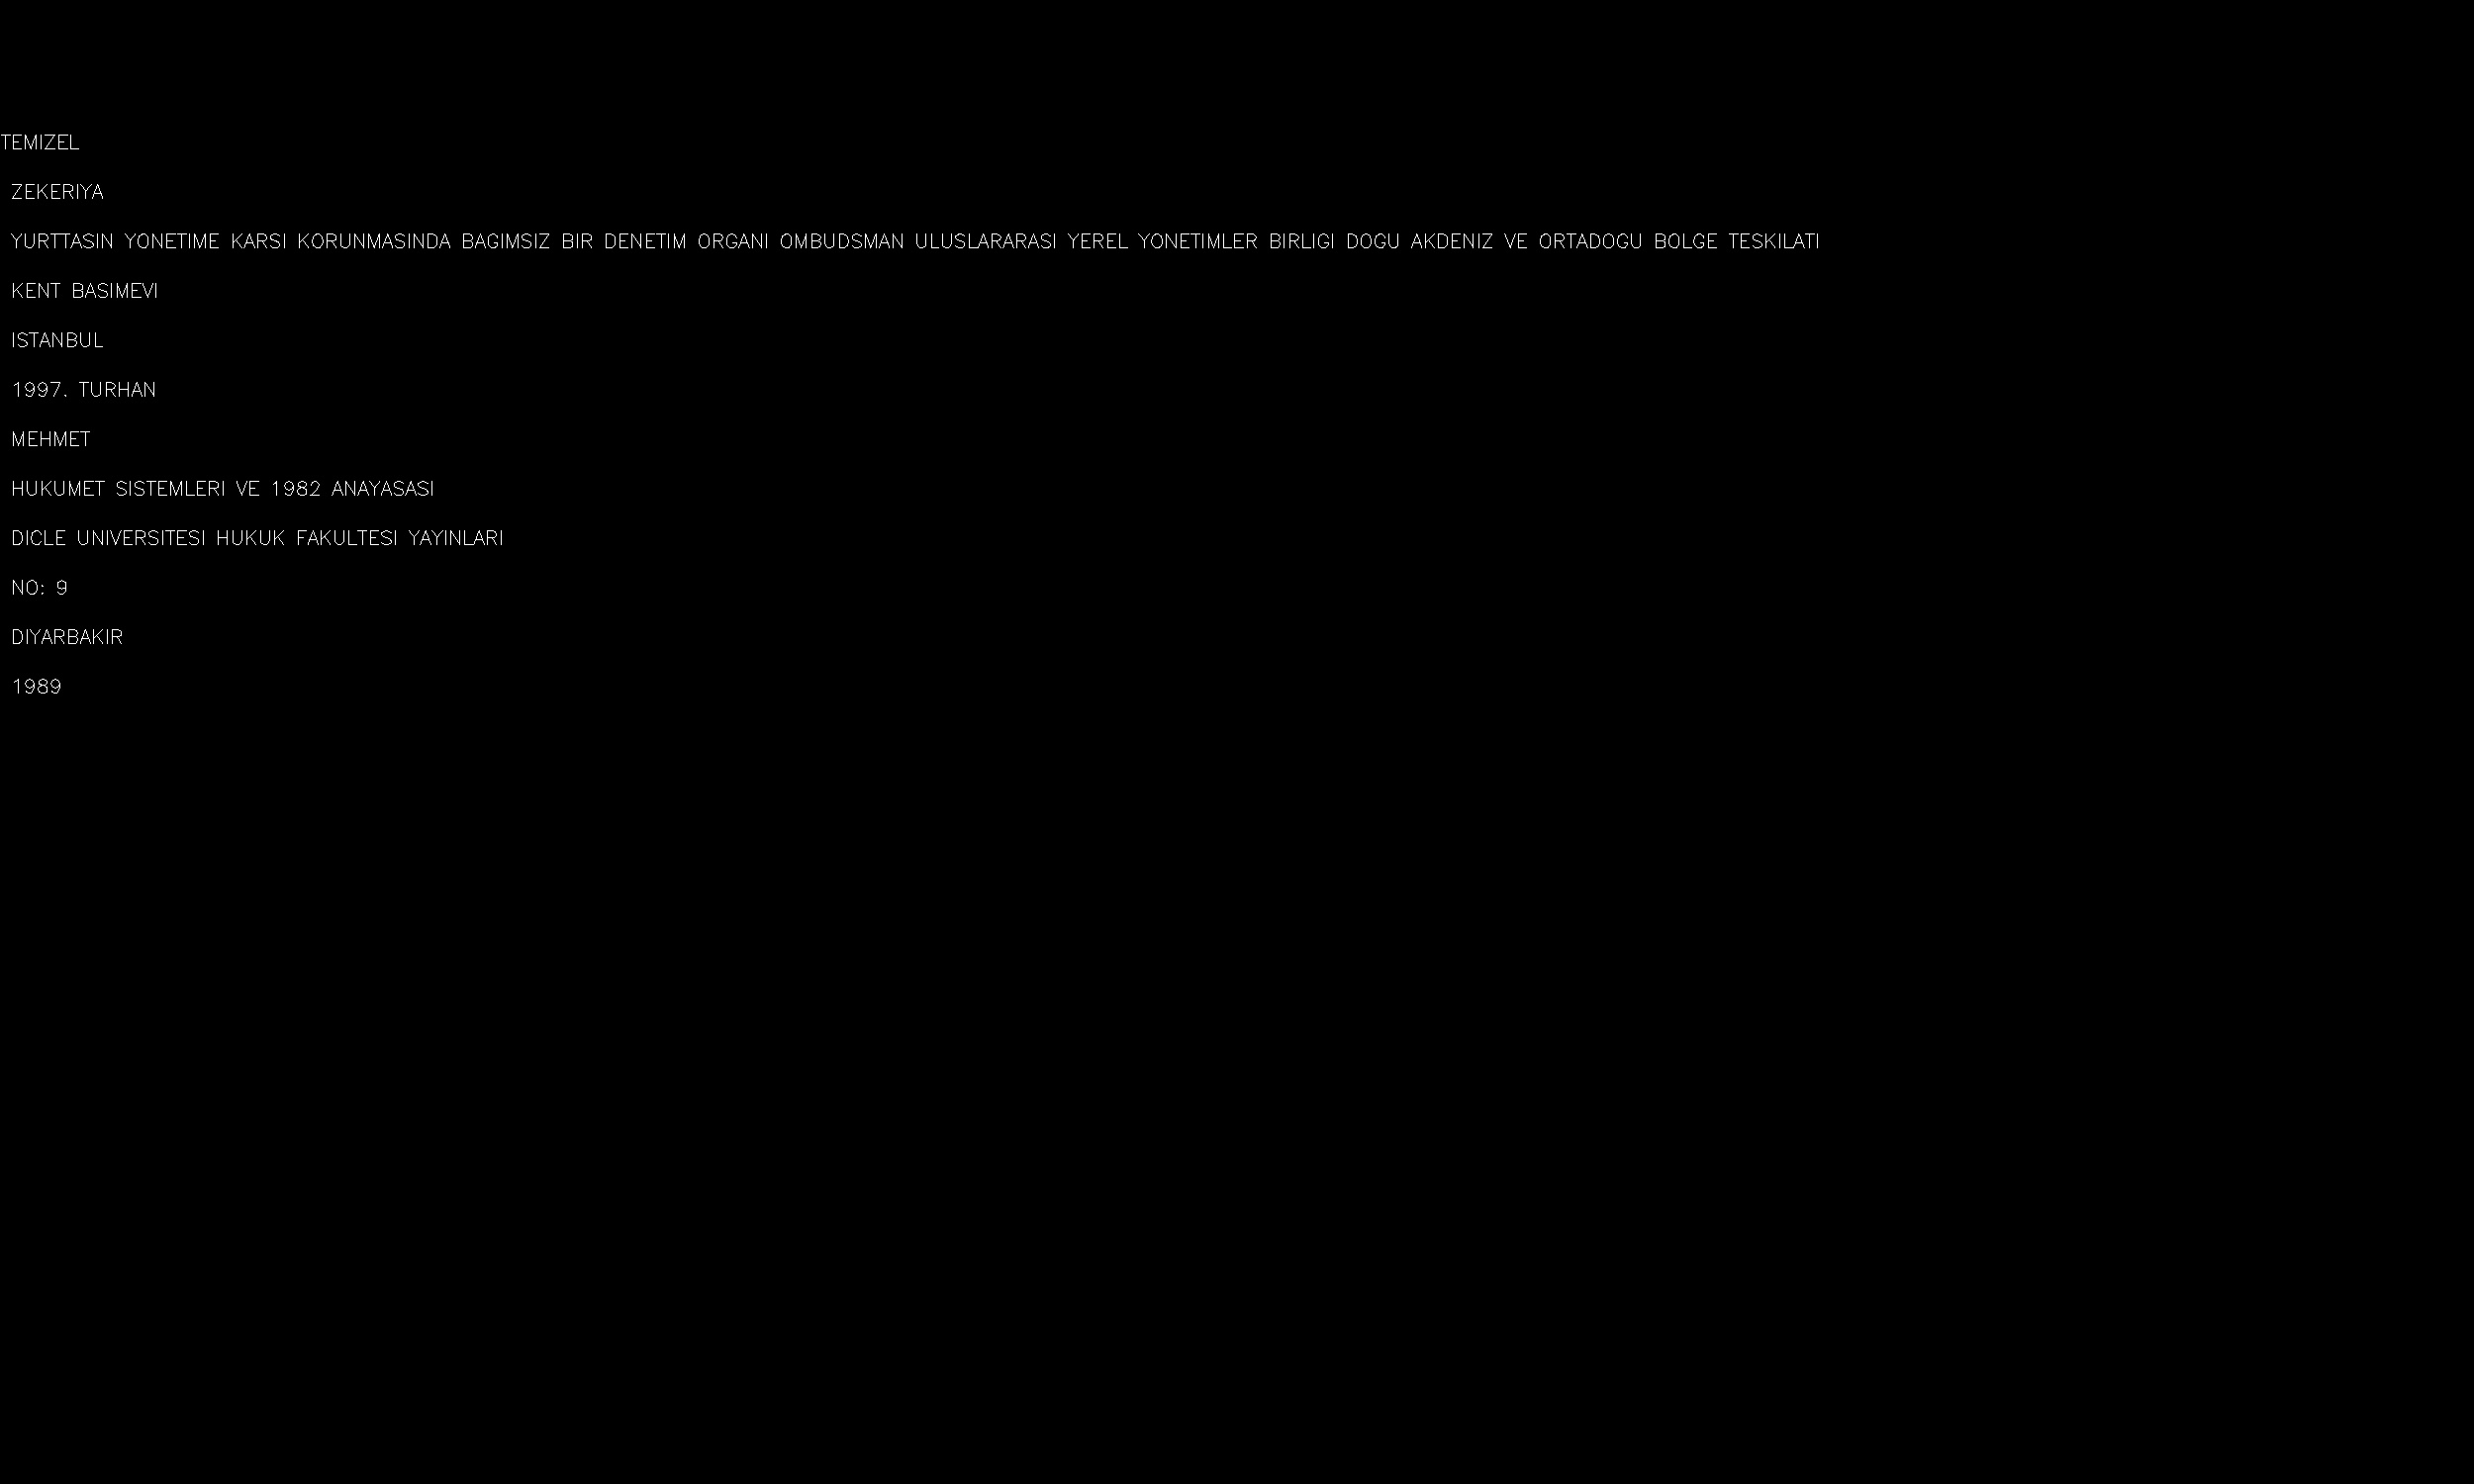 TEMIZEL
ZEKERIYA
YURTTASIN YONETIME KARSI KORUNMASINDA BAGIMSIZ BIR DENETIM ORGANI OMBUDSMAN ULUSLARARASI YEREL YONETIMLER BIRLIGI DOGU AKDENIZ VE ORTADOGU BOLGE TESKILATI
KENT BASIMEVI
ISTANBUL
1997. TURHAN
MEHMET
HUKUMET SISTEMLERI VE 1982 ANAYASASI
DICLE UNIVERSITESI HUKUK FAKULTESI YAYINLARI
NO: 9
DIYARBAKIR
1989